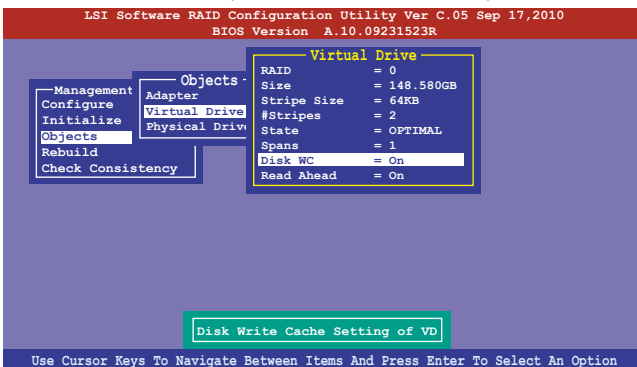 LSI Software RAID Configuration Utility Ver C.05 Sep 17,2010
BIOS Version A.10.09231523R
Management
Configure
Initialize
Objects
Rebuild
Check Consistency
Objects
Adapter
Virtual Drive
Physical Driv
Virtual Drive
RAID = 0
Size = 148.580GB
Stripe Size = 64KB
#Stripes = 2
State = OPTIMAL
Spans = 1
Disk WC = On
Read Ahead = On
Disk Write Cache Setting of VD
Use Cursor Keys To Navigate Between Items And Press Enter To Select An Option